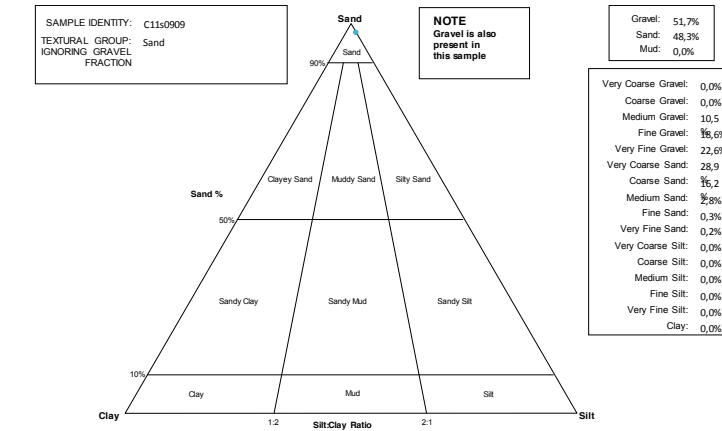 SAMPLE IDENTITY: C11s0909
TEXTURAL GROUP: Sand
IGNORING GRAVEL
FRACTION
Sand
NOTE
Gravel is also
present in
this sample
Gravel: 51,7%
Sand: 48,3%
Mud: 0,0%
Sand
90%
Very Coarse Gravel: 0,0%
Coarse Gravel: 0,0%
Medium Gravel: 10,5 %
Fine Gravel: 18,6%
Very Fine Gravel: 22,6%
Very Coarse Sand: 28,9 %
Coarse Sand: 16,2 %
Medium Sand: 2,8%
Fine Sand: 0,3%
Very Fine Sand: 0,2%
Very Coarse Silt: 0,0%
Coarse Silt: 0,0%
Medium Silt: 0,0%
Fine Silt: 0,0%
Very Fine Silt: 0,0%
Clay: 0,0%
Clayey Sand Muddy Sand Silty Sand
Sand %
50%
Sandy Clay Sandy Mud Sandy Silt
10%
Clay Mud Silt
Clay Silt
1:2 Silt:Clay Ratio 2:1